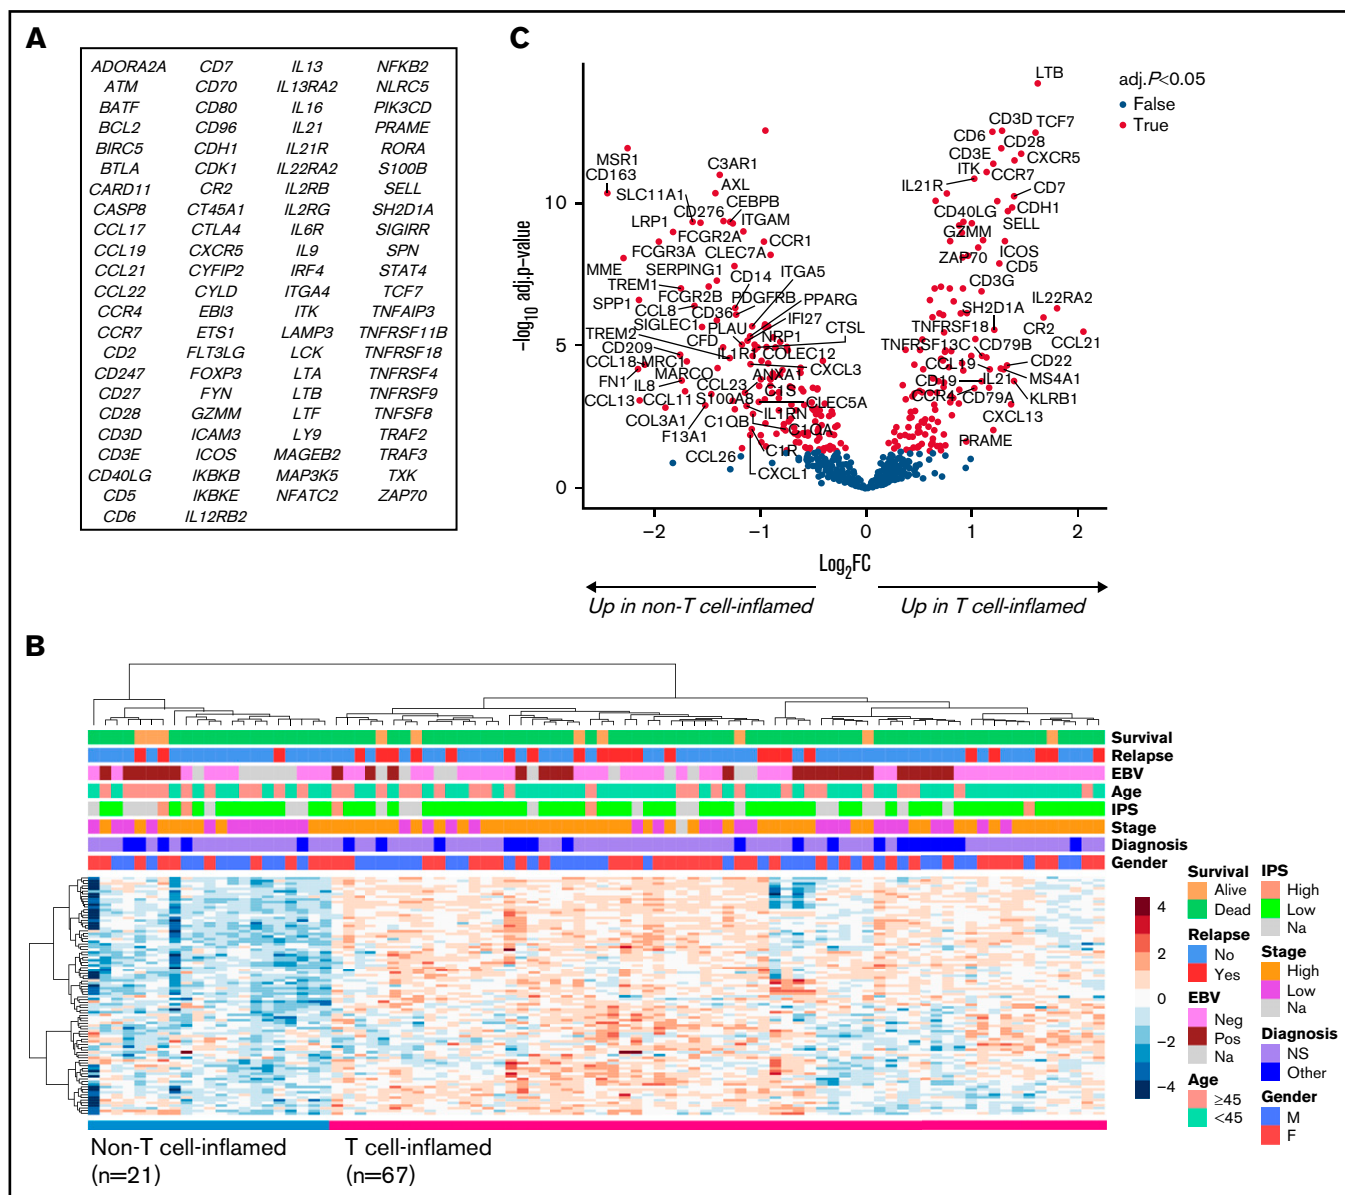 A
ADORA2A CD7 IL13 NFKB2
ATM CD70 IL13RA2 NLRC5
BATF CD80 IL16 PIK3CD
BCL2 CD96 IL21 PRAME
BIRC5 CDH1 IL21R RORA
BTLA CDK1 IL22RA2 S100B
CARD11 CR2 IL2RB SELL
CASP8 CT45A1 IL2RG SH2D1A
CCL17 CTLA4 IL6R SIGIRR
CCL19 CXCR5 IL9 SPN
CCL21 CYFIP2 IRF4 STAT4
CCL22 CYLD ITGA4 TCF7
CCR4 EBI3 ITK TNFAIP3
CCR7 ETS1 LAMP3 TNFRSF11B
CD2 FLT3LG LCK TNFRSF18
CD247 FOXP3 LTA TNFRSF4
CD27 FYN LTB TNFRSF9
CD28 GZMM LTF TNFSF8
CD3D ICAM3 LY9 TRAF2
CD3E ICOS MAGEB2 TRAF3
CD40LG IKBKB MAP3K5 TXK
CD5 IKBKE NFATC2 ZAP70
CD6 IL12RB2
C
−log10 adj.p-value
10
5
0
−2 −1 0 1 2
Log2FC
Up in non-T cell-inflamed
Up in T cell-inflamed
adj.P<0.05
False
True
LTB
CD3D
TCF7
CD6
CD28
CD3E
CXCR5
ITK
CCR7
IL21R
CD7
CD40LG
CDH1
SELL
GZMM
ICOS
ZAP70
CD5
CD3G
IL22RA2
SH2D1A
TNFRSF18
CR2
CCL21
TNFRSF13C
CD79B
CCL19
CD22
CD19
IL21
MS4A1
CCR4
CD79A
KLRB1
CXCL13
PRAME
MSR1
CD163
C3AR1
SLC11A1
AXL
CEBPB
CD276
LRP1
ITGAM
FCGR2A
CCR1
FCGR3A
CLEC7A
MME
SERPING1
CD14
ITGA5
TREM1
FCGR2B
PDGFRB
PPARG
SPP1
CCL8
CD36
IFI27
SIGLEC1
PLAU
CTSL
TREM2
CFD
NRP1
CD209
IL1R1
COLEC12
CCL18
MRC1
MARCO
CXCL3
FN1
IL8
ANXA1
CCL23
C1S
CCL13
CCL11
S100A8
CLEC5A
COL3A1
IL1RN
C1QB
C1QA
F13A1
C1R
CCL26
CXCL1
B
Survival
Relapse
EBV
Age
IPS
Stage
Diagnosis
Gender
4
2
0
−2
−4
Survival
Alive
Dead
Relapse
No
Yes
EBV
Neg
Pos
Na
Age
≥45
<45
IPS
High
Low
Na
Stage
High
Low
Na
Diagnosis
NS
Other
Gender
M
F
Non-T cell-inflamed
(n=21)
T cell-inflamed
(n=67)